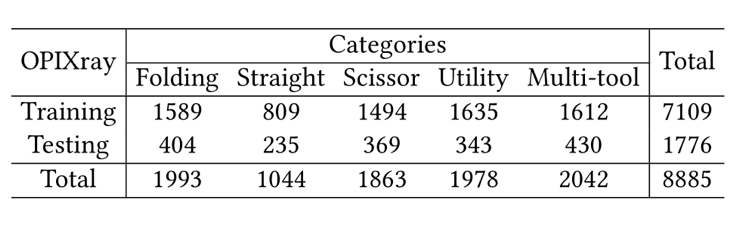 OPIXray Categories Total
Folding Straight Scissor Utility Multi-tool
Training 1589 809 1494 1635 1612 7109
Testing 404 235 369 343 430 1776
Total 1993 1044 1863 1978 2042 8885